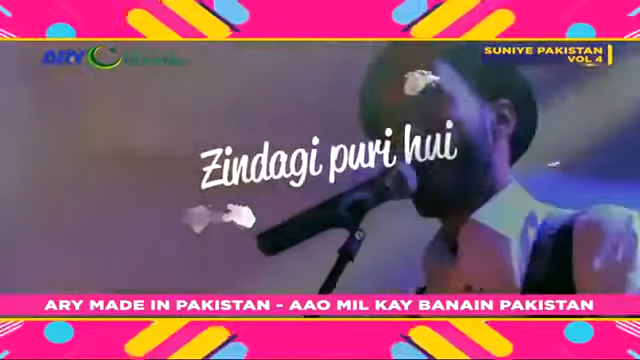 ARY
SUNIYE PAKISTAN
VOL 4
Zindagi puri hui
ARY MADE IN PAKISTAN - AAO MIL KAY BANAIN PAKISTAN